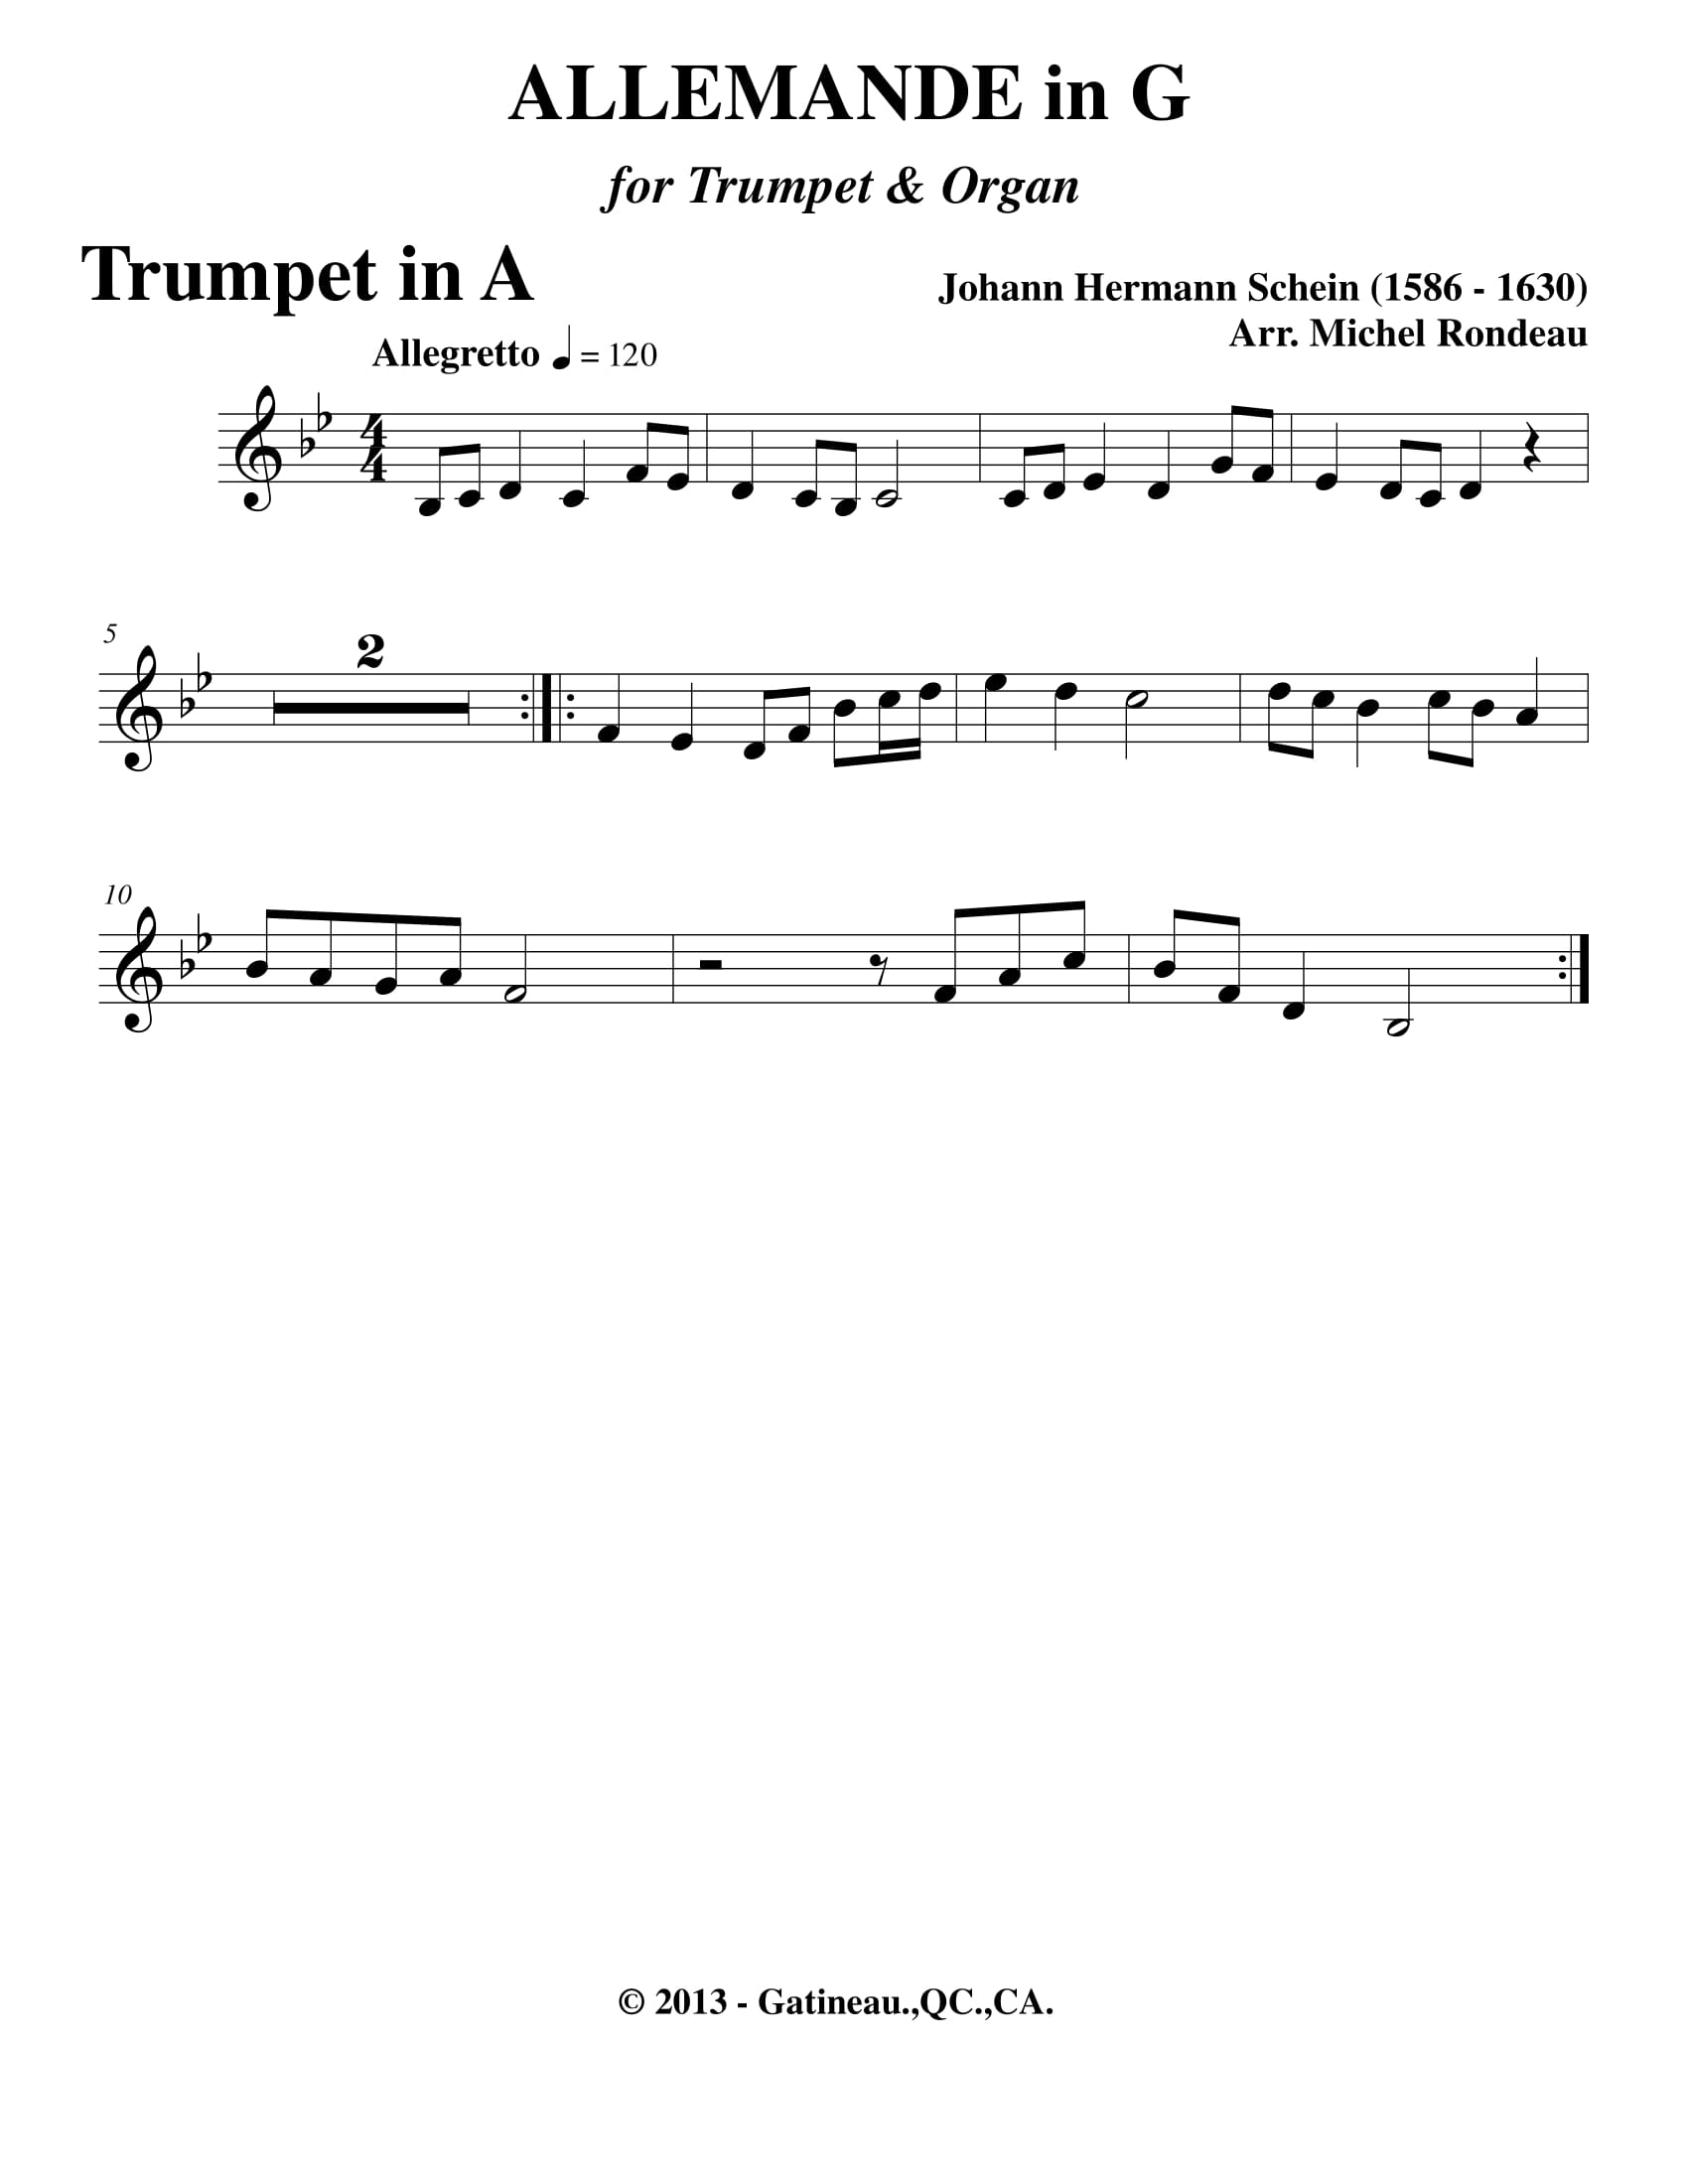 ALLEMANDE in G
for Trumpet & Organ
Trumpet in A
Johann Hermann Schein (1586 - 1630)
Arr. Michel Rondeau
Allegretto ♩ = 120
4
4
5
2
10
© 2013 - Gatineau.,QC.,CA.